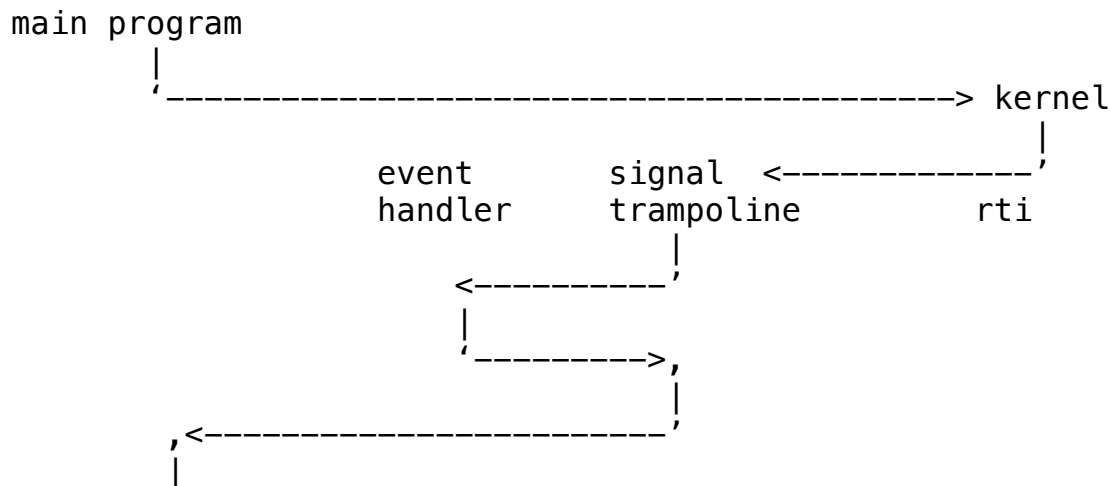 main program
|
‘-----------------------------------------> kernel
|
event signal <-------------’
handler trampoline rti
|
<----------’
|
‘--------->,
|
,<------------------------’
|